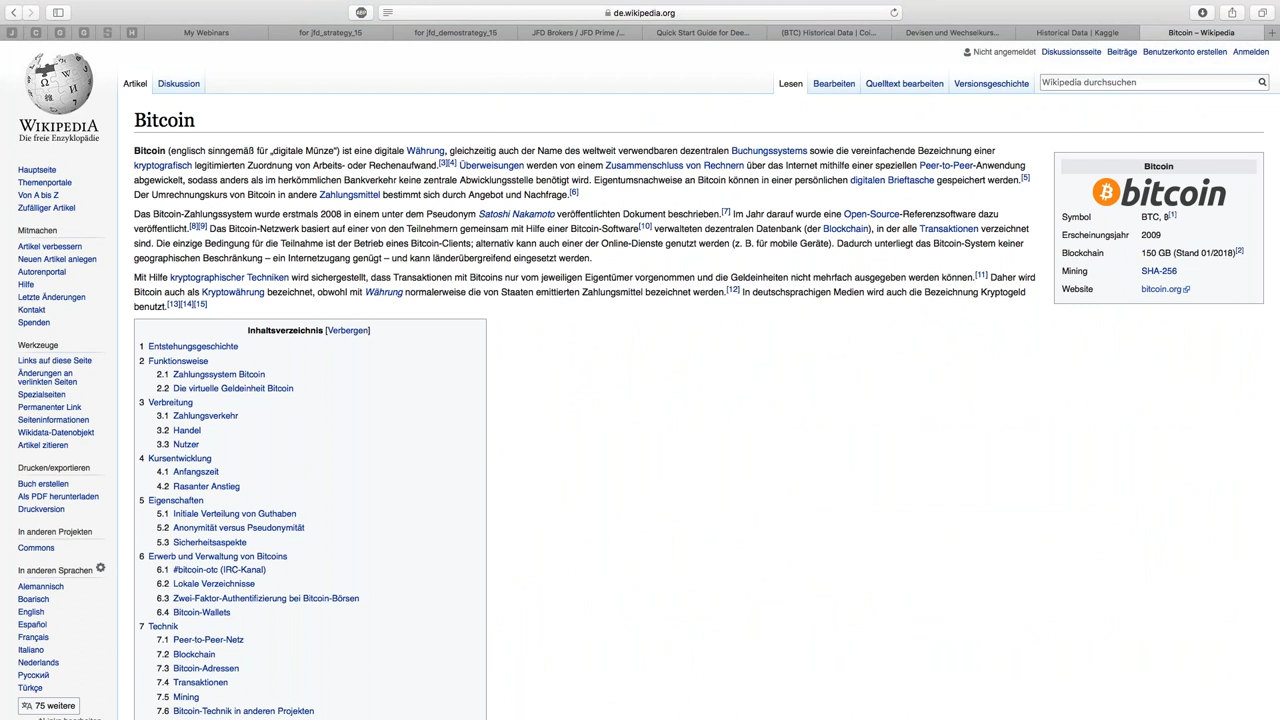 de.wikipedia.org
J C G G S H My Webinars for jfd_strategy_15 for jfd_demostrategy_15 JFD Brokers / JFD Prime /... Quick Start Guide for Dee... (BTC) Historical Data | Coi... Devisen und Wechselkurs... Historical Data | Kaggle Bitcoin – Wikipedia
Nicht angemeldet Diskussionsseite Beiträge Benutzerkonto erstellen Anmelden
Artikel Diskussion Lesen Bearbeiten Quelltext bearbeiten Versionsgeschichte Wikipedia durchsuchen
WIKIPEDIA
Die freie Enzyklopädie
Hauptseite
Themenportale
Von A bis Z
Zufälliger Artikel
Mitmachen
Artikel verbessern
Neuen Artikel anlegen
Autorenportal
Hilfe
Letzte Änderungen
Kontakt
Spenden
Werkzeuge
Links auf diese Seite
Änderungen an
verlinkten Seiten
Spezialseiten
Permanenter Link
Seiteninformationen
Wikidata-Datenobjekt
Artikel zitieren
Drucken/exportieren
Buch erstellen
Als PDF herunterladen
Druckversion
In anderen Projekten
Commons
In anderen Sprachen
Alemannisch
Boarisch
English
Español
Français
Italiano
Nederlands
Русский
Türkçe
75 weitere
Links bearbeiten
Bitcoin
Bitcoin (englisch sinngemäß für „digitale Münze“) ist eine digitale Währung, gleichzeitig auch der Name des weltweit verwendbaren dezentralen Buchungssystems sowie die vereinfachende Bezeichnung einer
kryptografisch legitimierten Zuordnung von Arbeits- oder Rechenaufwand.[3][4] Überweisungen werden von einem Zusammenschluss von Rechnern über das Internet mithilfe einer speziellen Peer-to-Peer-Anwendung
abgewickelt, sodass anders als im herkömmlichen Bankverkehr keine zentrale Abwicklungsstelle benötigt wird. Eigentumsnachweise an Bitcoin können in einer persönlichen digitalen Brieftasche gespeichert werden.[5]
Der Umrechnungskurs von Bitcoin in andere Zahlungsmittel bestimmt sich durch Angebot und Nachfrage.[6]
Das Bitcoin-Zahlungssystem wurde erstmals 2008 in einem unter dem Pseudonym Satoshi Nakamoto veröffentlichten Dokument beschrieben.[7] Im Jahr darauf wurde eine Open-Source-Referenzsoftware dazu
veröffentlicht.[8][9] Das Bitcoin-Netzwerk basiert auf einer von den Teilnehmern gemeinsam mit Hilfe einer Bitcoin-Software[10] verwalteten dezentralen Datenbank (der Blockchain), in der alle Transaktionen verzeichnet
sind. Die einzige Bedingung für die Teilnahme ist der Betrieb eines Bitcoin-Clients; alternativ kann auch einer der Online-Dienste genutzt werden (z. B. für mobile Geräte). Dadurch unterliegt das Bitcoin-System keiner
geographischen Beschränkung – ein Internetzugang genügt – und kann länderübergreifend eingesetzt werden.
Mit Hilfe kryptographischer Techniken wird sichergestellt, dass Transaktionen mit Bitcoins nur vom jeweiligen Eigentümer vorgenommen und die Geldeinheiten nicht mehrfach ausgegeben werden können.[11] Daher wird
Bitcoin auch als Kryptowährung bezeichnet, obwohl mit Währung normalerweise die von Staaten emittierten Zahlungsmittel bezeichnet werden.[12] In deutschsprachigen Medien wird auch die Bezeichnung Kryptogeld
benutzt.[13][14][15]
Inhaltsverzeichnis [Verbergen]
1 Entstehungsgeschichte
2 Funktionsweise
2.1 Zahlungssystem Bitcoin
2.2 Die virtuelle Geldeinheit Bitcoin
3 Verbreitung
3.1 Zahlungsverkehr
3.2 Handel
3.3 Nutzer
4 Kursentwicklung
4.1 Anfangszeit
4.2 Rasanter Anstieg
5 Eigenschaften
5.1 Initiale Verteilung von Guthaben
5.2 Anonymität versus Pseudonymität
5.3 Sicherheitsaspekte
6 Erwerb und Verwaltung von Bitcoins
6.1 #bitcoin-otc (IRC-Kanal)
6.2 Lokale Verzeichnisse
6.3 Zwei-Faktor-Authentifizierung bei Bitcoin-Börsen
6.4 Bitcoin-Wallets
7 Technik
7.1 Peer-to-Peer-Netz
7.2 Blockchain
7.3 Bitcoin-Adressen
7.4 Transaktionen
7.5 Mining
7.6 Bitcoin-Technik in anderen Projekten
Bitcoin
bitcoin
Symbol BTC, ₿[1]
Erscheinungsjahr 2009
Blockchain 150 GB (Stand 01/2018)[2]
Mining SHA-256
Website bitcoin.org